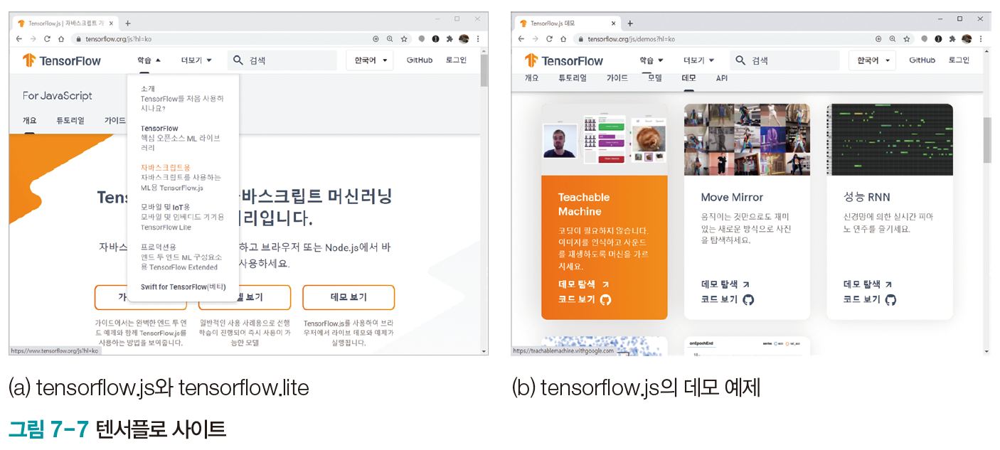 TensorFlow.js | 자바스크립트 기
tensorflow.org/js?hl=ko
TensorFlow
학습
더보기
검색
한국어
GitHub
로그인
For JavaScript
개요
튜토리얼
가이드
소개
TensorFlow를 처음 사용하
시나요?
TensorFlow
핵심 오픈소스 ML 라이브
러리
자바스크립트용
자바스크립트를 사용하는
ML용 TensorFlow.js
모바일 및 IoT용
모바일 및 임베디드 기기용
TensorFlow Lite
프로덕션용
엔드 투 엔드 ML 구성요소
용 TensorFlow Extended
Swift for TensorFlow(베타)
Tens
바스크립트 머신러닝
리입니다.
자바스
하고 브라우저 또는 Node.js에서 바
사용하세요.
가
델 보기
데모 보기
가이드에서는 완벽한 엔드 투 엔
드 예제와 함께 TensorFlow.js를
사용하는 방법을 보여줍니다.
일반적인 사용 사례용으로 선행
학습이 진행되어 즉시 사용이 가
능한 모델
TensorFlow.js를 사용하여 브라
우저에서 라이브 데모와 예제가
실행됩니다.
https://www.tensorflow.org/js?hl=ko
(a) tensorflow.js와 tensorflow.lite
TensorFlow.js 데모
tensorflow.org/js/demos?hl=ko
TensorFlow
학습
더보기
검색
한국어
GitHub
로그인
개요
튜토리얼
가이드
모델
데모
API
Teachable
Machine
코딩이 필요하지 않습니다.
이미지를 인식하고 사운드
를 재생하도록 머신을 가르
치세요.
데모 탐색
코드 보기
Move Mirror
움직이는 것만으로도 재미
있는 새로운 방식으로 사진
을 탐색하세요.
데모 탐색
코드 보기
성능 RNN
신경망에 의한 실시간 피아
노 연주를 즐기세요.
데모 탐색
코드 보기
onEpochEnd
https://teachablemachine.withgoogle.com
(b) tensorflow.js의 데모 예제
그림 7-7 텐서플로 사이트